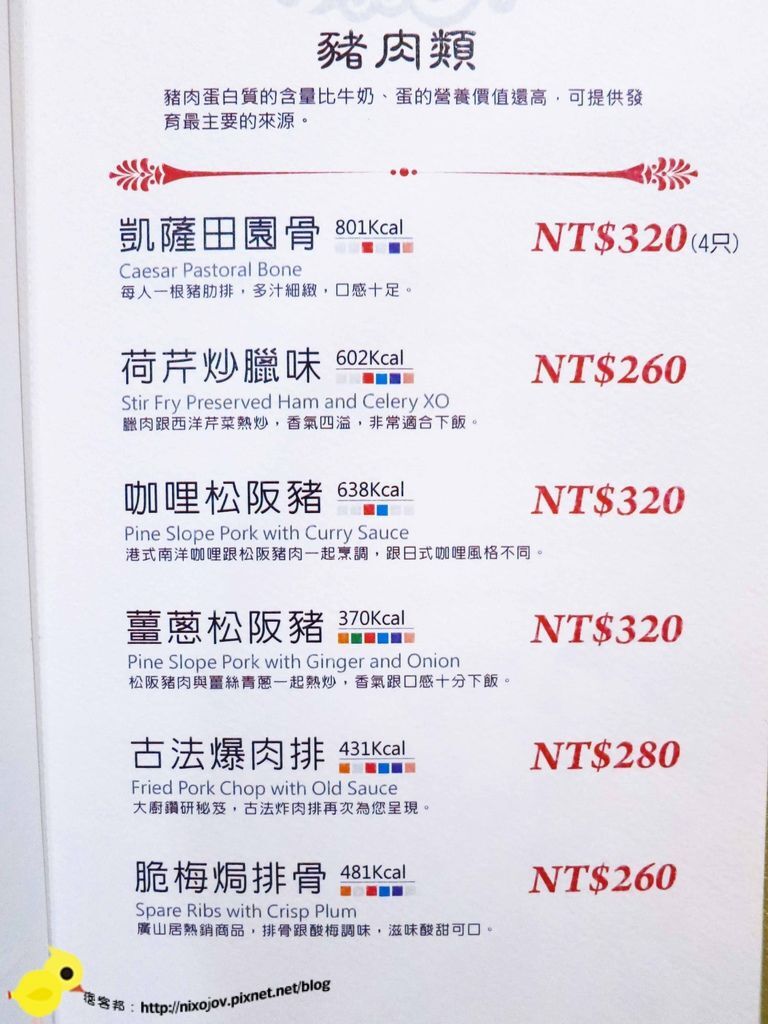 豬肉類
豬肉蛋白質的含量比牛奶、蛋的營養價值還高，可提供發
育最主要的來源。
凱薩田園骨 801Kcal NT$320(4只)
Caesar Pastoral Bone
每人一根豬肋排，多汁細緻，口感十足。
荷芹炒臘味 602Kcal NT$260
Stir Fry Preserved Ham and Celery XO
臘肉跟西洋芹菜熱炒，香氣四溢，非常適合下飯。
咖哩松阪豬 638Kcal NT$320
Pine Slope Pork with Curry Sauce
港式南洋咖哩跟松阪豬肉一起烹調，跟日式咖哩風格不同。
薑蔥松阪豬 370Kcal NT$320
Pine Slope Pork with Ginger and Onion
松阪豬肉與薑絲青蔥一起熱炒，香氣跟口感十分下飯。
古法爆肉排 431Kcal NT$280
Fried Pork Chop with Old Sauce
大廚鑽研秘笈，古法炸肉排再次為您呈現。
脆梅焗排骨 481Kcal NT$260
Spare Ribs with Crisp Plum
廣山居熱銷商品，排骨跟酸梅調味，滋味酸甜可口。
痞客邦：http://nixojov.pixnet.net/blog